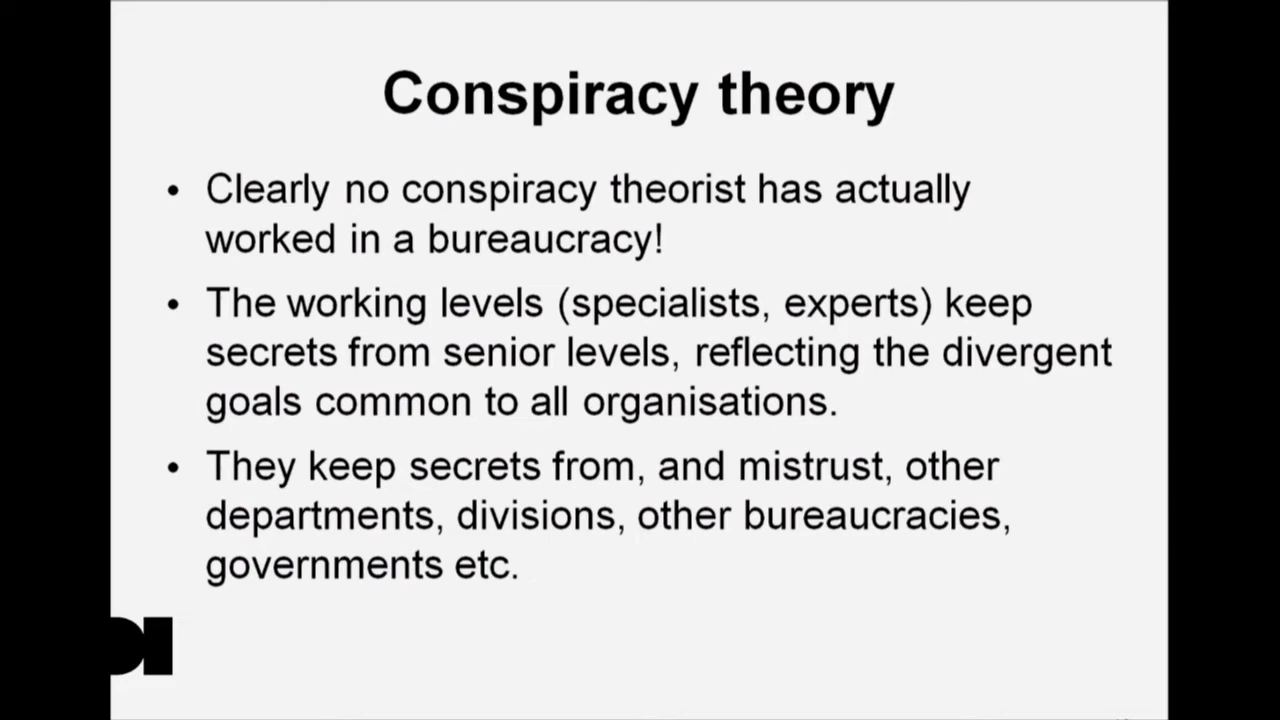 Conspiracy theory
• Clearly no conspiracy theorist has actually
worked in a bureaucracy!
• The working levels (specialists, experts) keep
secrets from senior levels, reflecting the divergent
goals common to all organisations.
• They keep secrets from, and mistrust, other
departments, divisions, other bureaucracies,
governments etc.